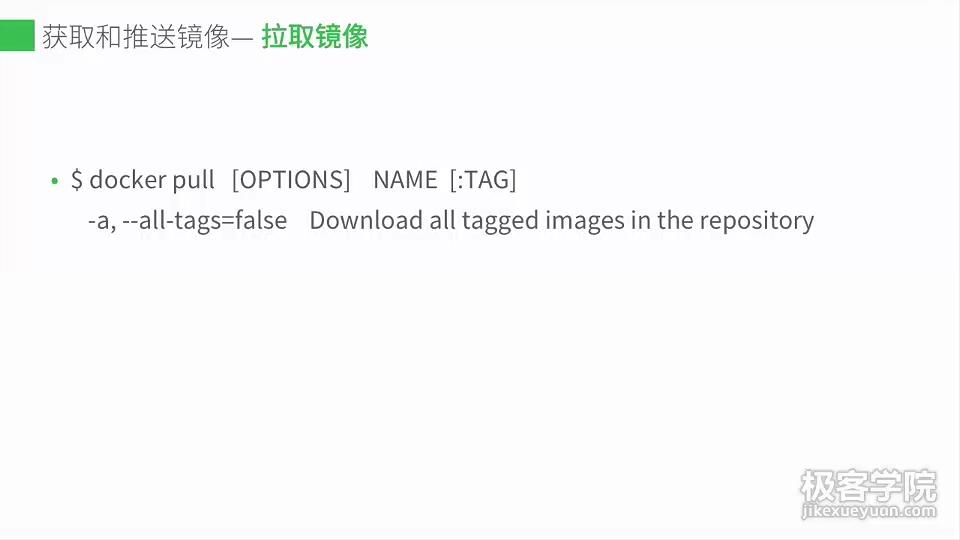 获取和推送镜像— 拉取镜像
• $ docker pull [OPTIONS] NAME [:TAG]
-a, --all-tags=false Download all tagged images in the repository
极客学院
jikexueyuan.com